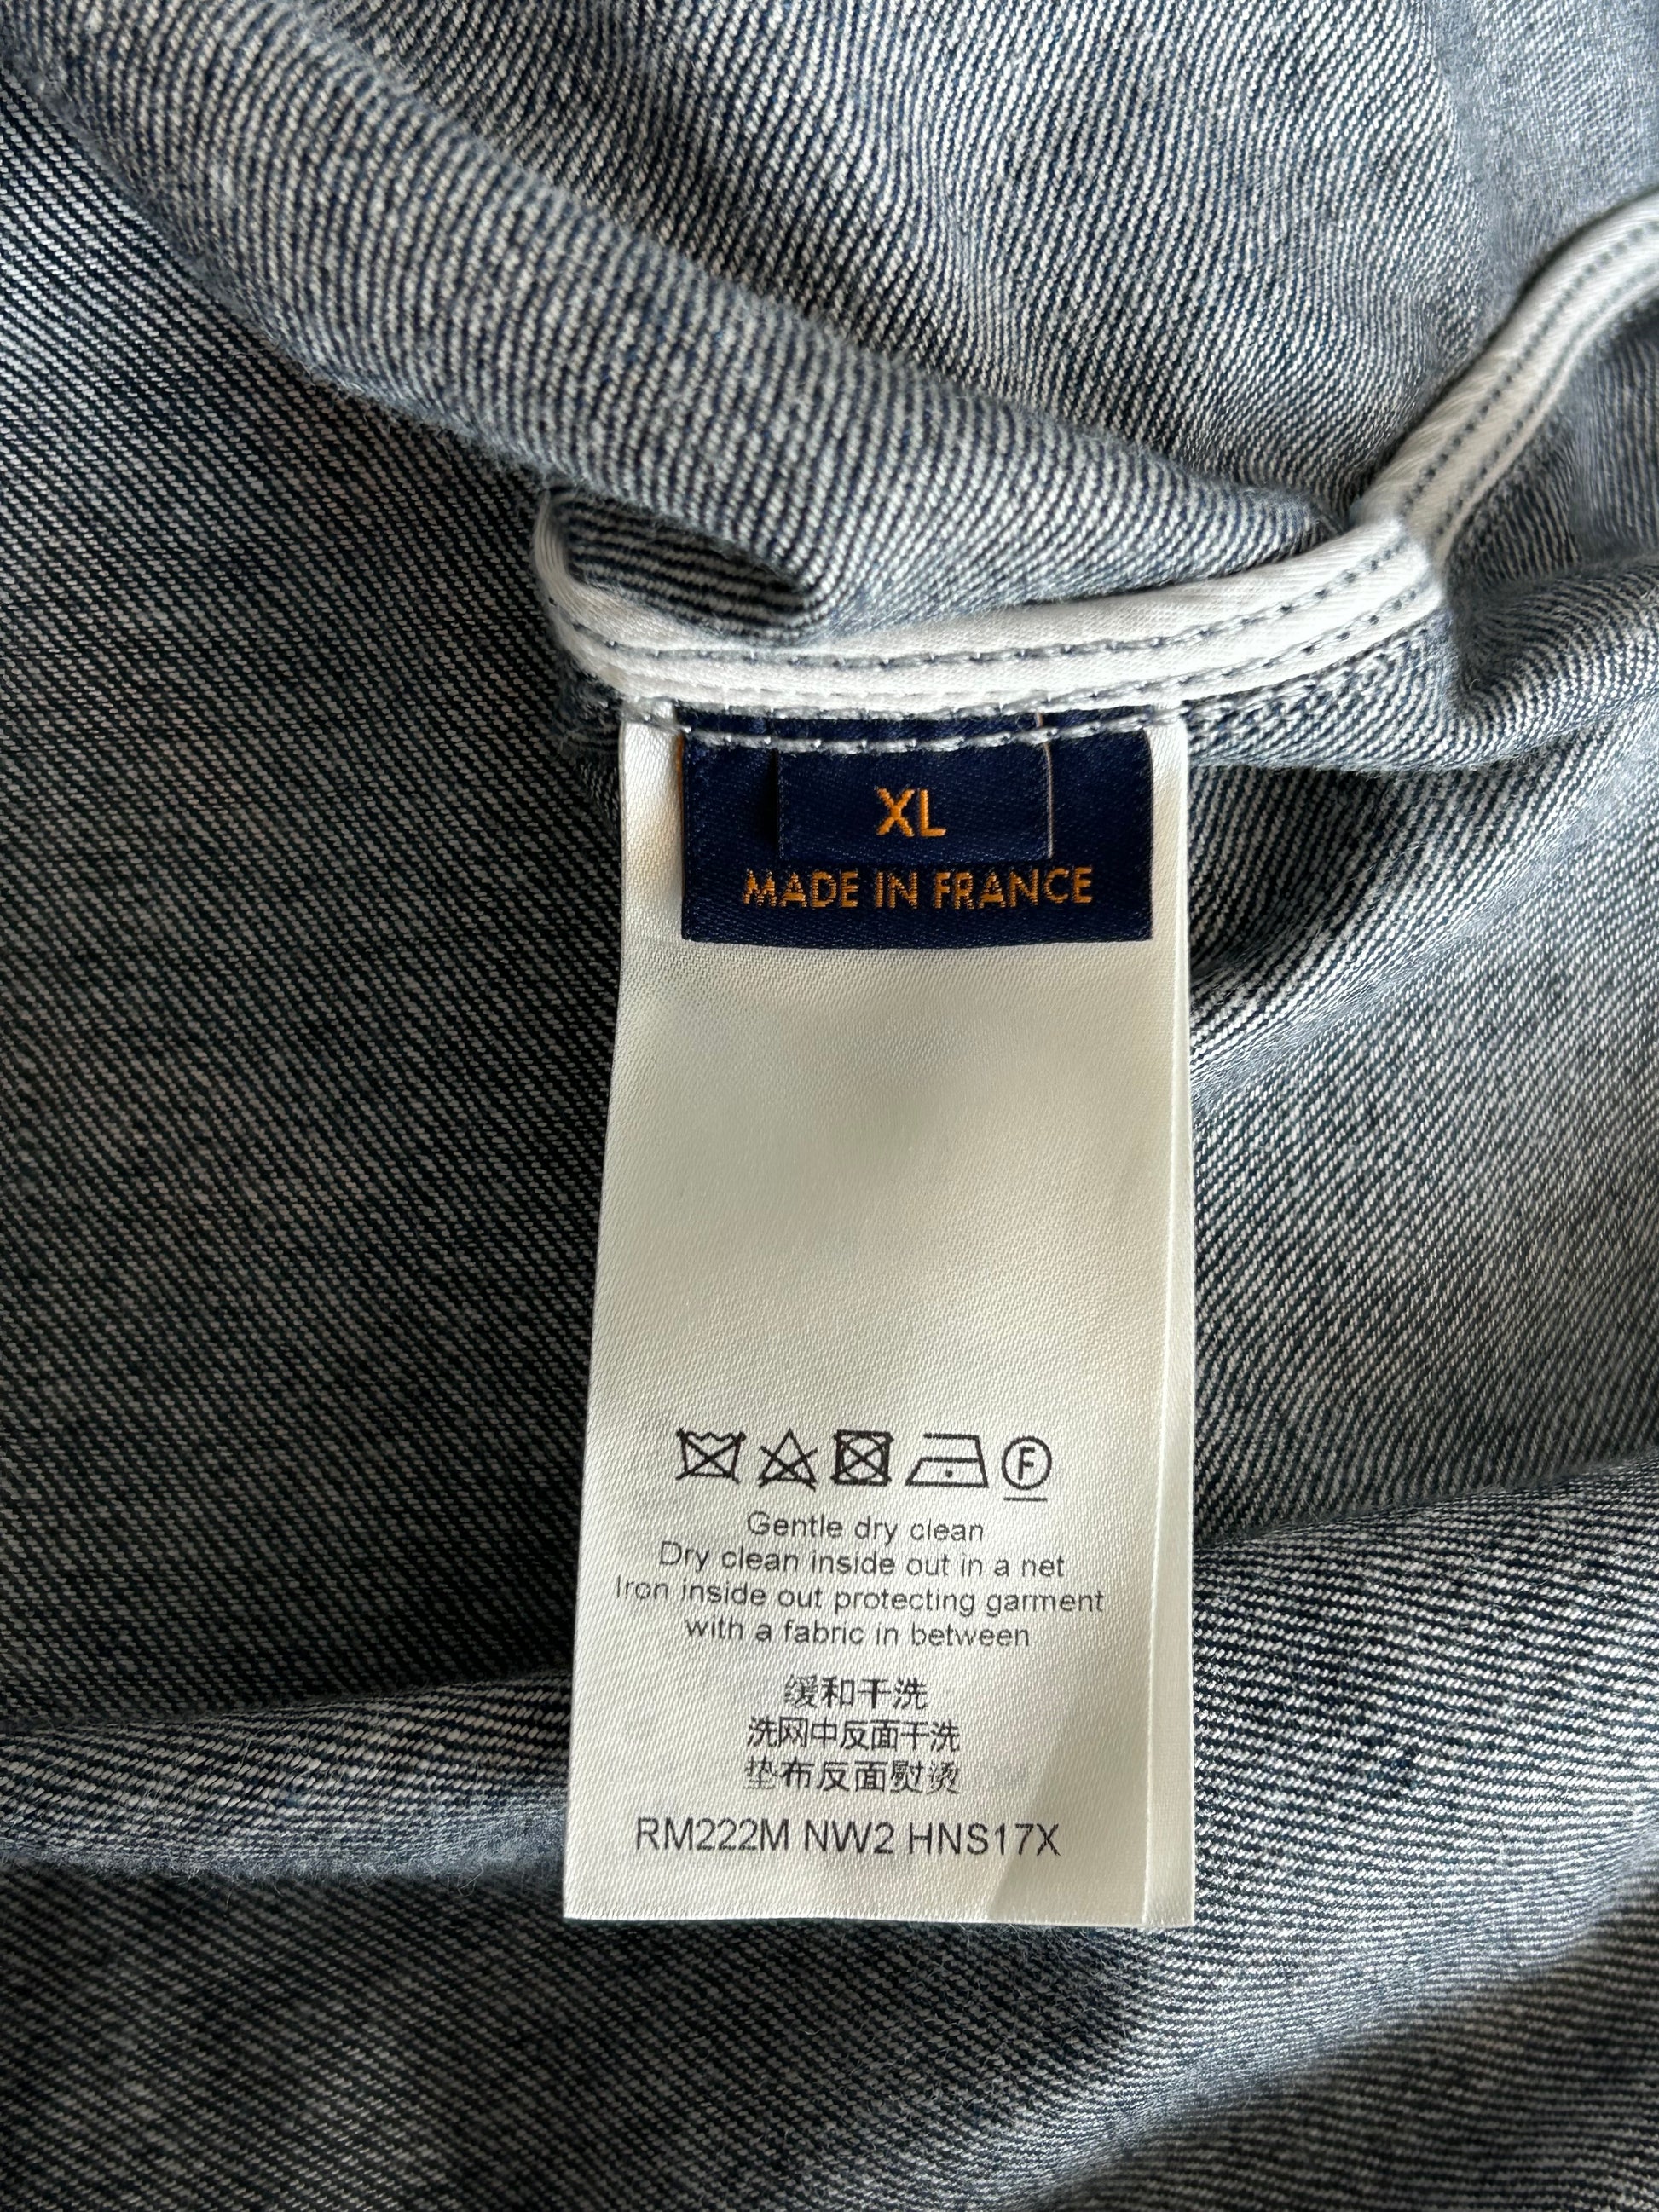 XL
MADE IN FRANCE
F
Gentle dry clean
Dry clean inside out in a net
Iron inside out protecting garment
with a fabric in between
缓和干洗
洗网中反面干洗
垫布反面熨烫
RM222M NW2 HNS17X